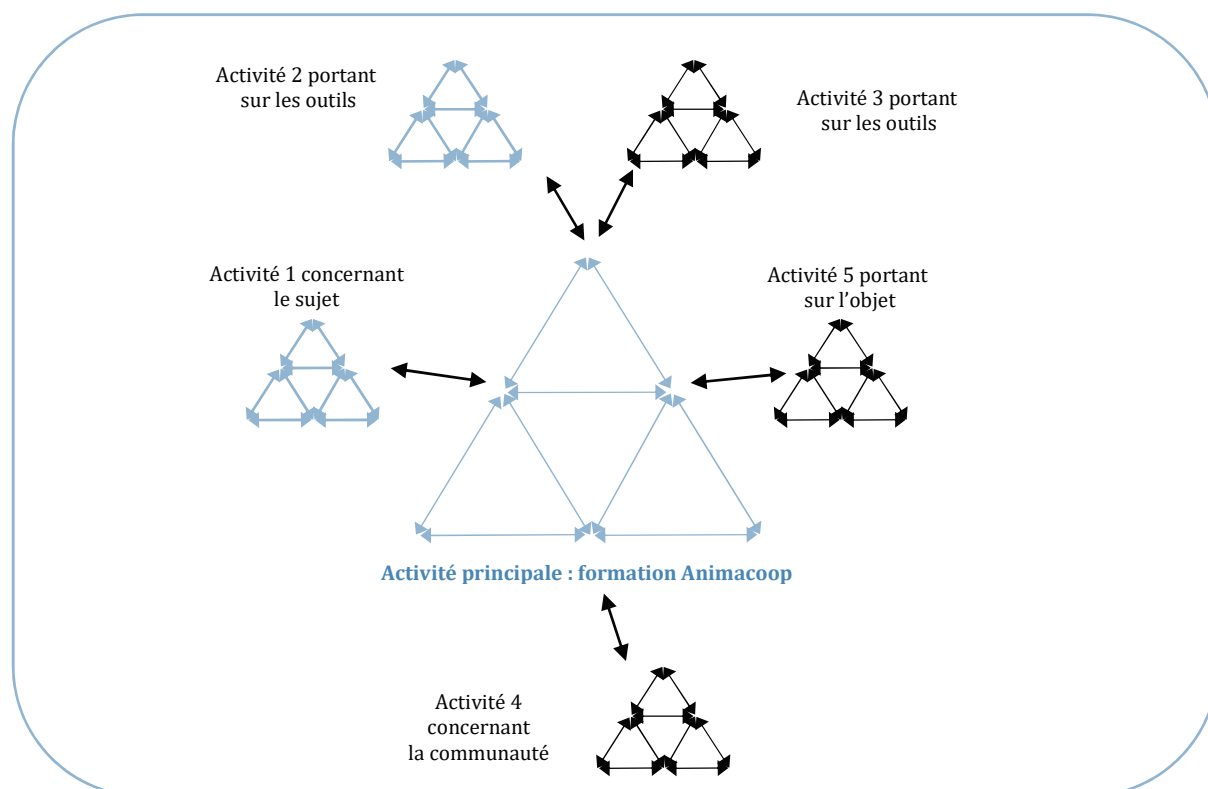 Activité 2 portant
sur les outils
Activité 3 portant
sur les outils
Activité 1 concernant
le sujet
Activité 5 portant
sur l’objet
Activité principale : formation Animacoop
Activité 4
concernant
la communauté